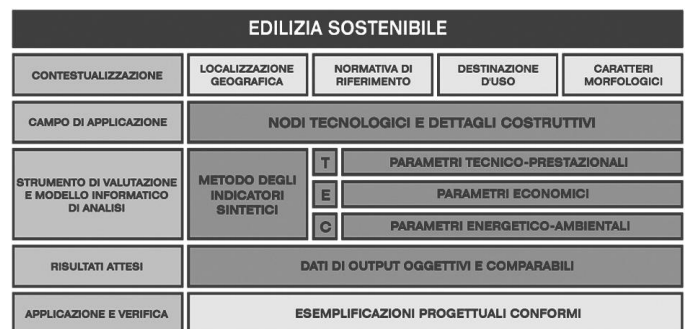 EDILIZIA SOSTENIBILE
CONTESTUALIZZAZIONE
LOCALIZZAZIONE
GEOGRAFICA
NORMATIVA DI
RIFERIMENTO
DESTINAZIONE
D'USO
CARATTERI
MORFOLOGICI
CAMPO DI APPLICAZIONE
NODI TECNOLOGICI E DETTAGLI COSTRUTTIVI
STRUMENTO DI VALUTAZIONE
E MODELLO INFORMATICO
DI ANALISI
METODO DEGLI
INDICATORI
SINTETICI
T
PARAMETRI TECNICO-PRESTAZIONALI
E
PARAMETRI ECONOMICI
C
PARAMETRI ENERGETICO-AMBIENTALI
RISULTATI ATTESI
DATI DI OUTPUT OGGETTIVI E COMPARABILI
APPLICAZIONE E VERIFICA
ESEMPLIFICAZIONI PROGETTUALI CONFORMI